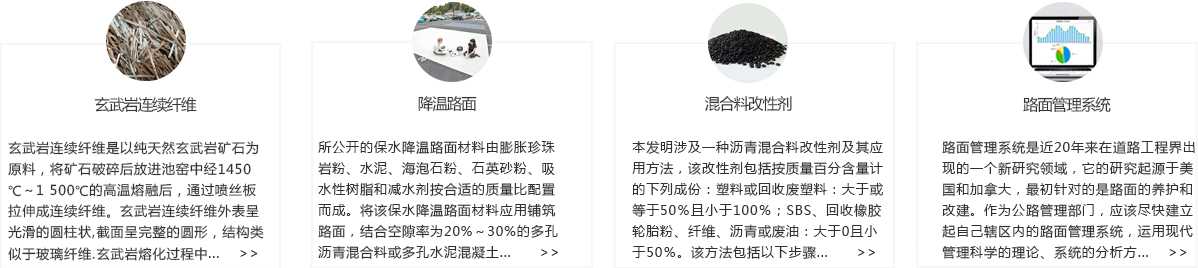 玄武岩连续纤维
玄武岩连续纤维是以纯天然玄武岩矿石为
原料，将矿石破碎后放进池窑中经1450
℃～1 500℃的高温熔融后，通过喷丝板
拉伸成连续纤维。玄武岩连续纤维外表呈
光滑的圆柱状,截面呈完整的圆形，结构类
似于玻璃纤维.玄武岩熔化过程中... >>
降温路面
所公开的保水降温路面材料由膨胀珍珠
岩粉、水泥、海泡石粉、石英砂粉、吸
水性树脂和减水剂按合适的质量比配置
而成。将该保水降温路面材料应用铺筑
路面，结合空隙率为20%～30%的多孔
沥青混合料或多孔水泥混凝土... >>
混合料改性剂
本发明涉及一种沥青混合料改性剂及其应
用方法，该改性剂包括按质量百分含量计
的下列成份：塑料或回收废塑料：大于或
等于50%且小于100%；SBS、回收橡胶
轮胎粉、纤维、沥青或废油：大于0且小
于50%。该方法包括以下步骤... >>
路面管理系统
路面管理系统是近20年来在道路工程界出
现的一个新研究领域，它的研究起源于美
国和加拿大，最初针对的是路面的养护和
改建。作为公路管理部门，应该尽快建立
起自己辖区内的路面管理系统，运用现代
管理科学的理论、系统的分析方... >>